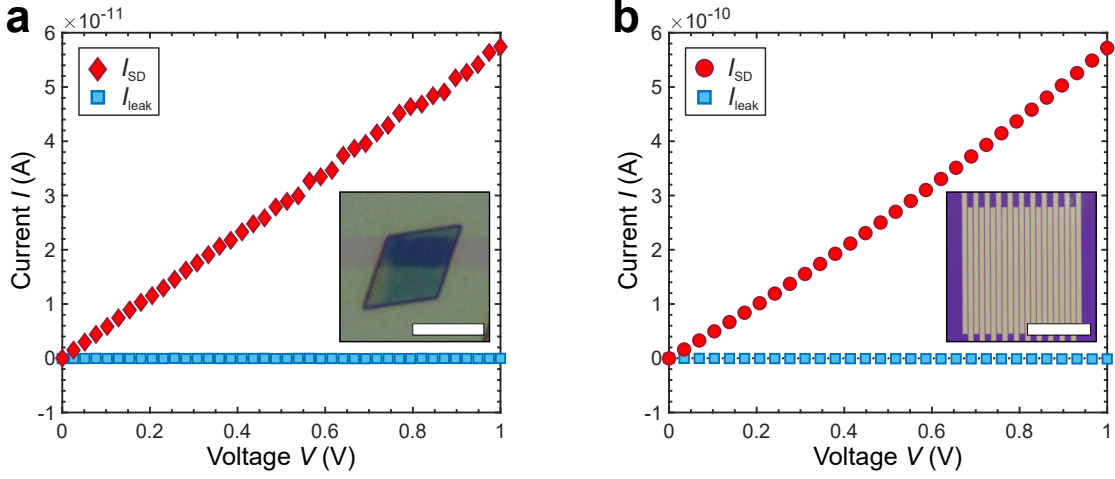 a
×10⁻¹¹
6
5
4
3
2
1
0
-1
Current I (A)
I_SD
I_leak
0 0.2 0.4 0.6 0.8 1
Voltage V (V)
b
×10⁻¹⁰
6
5
4
3
2
1
0
-1
Current I (A)
I_SD
I_leak
0 0.2 0.4 0.6 0.8 1
Voltage V (V)